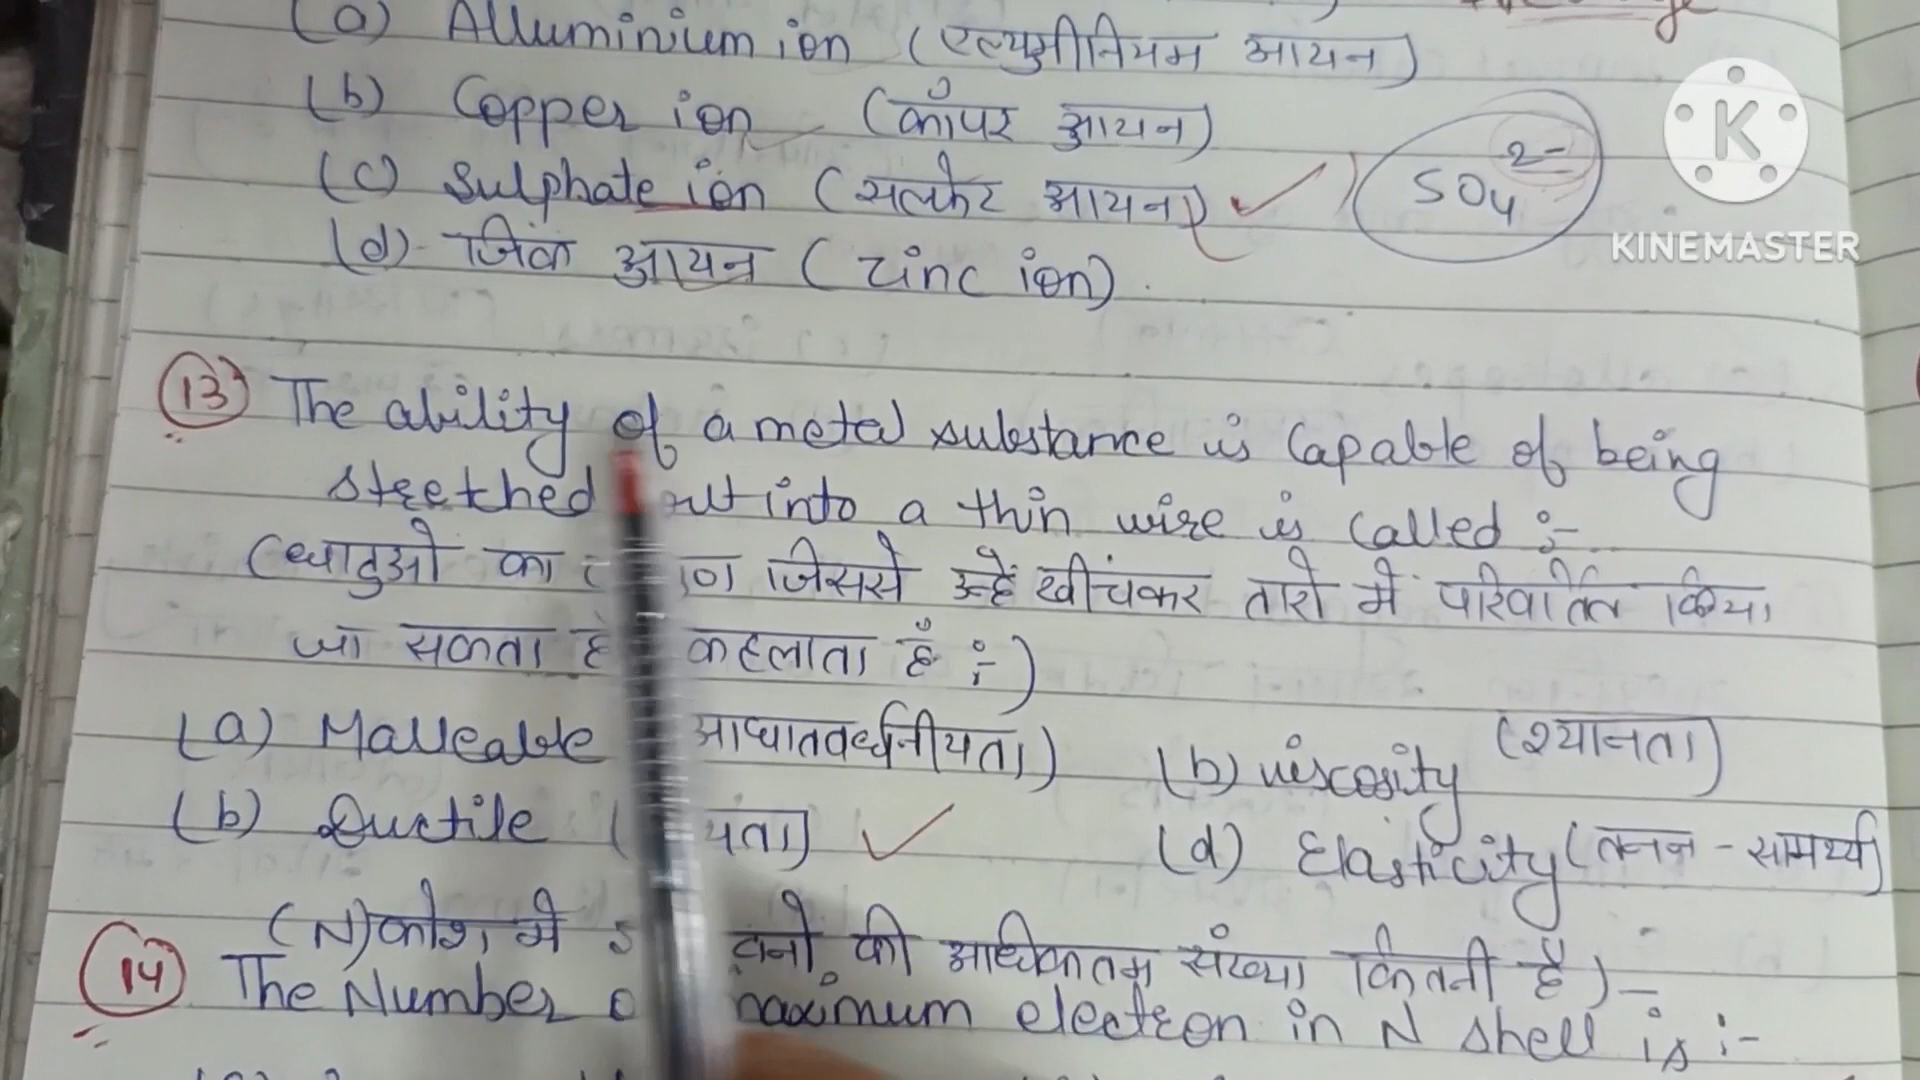 (a) Alluminium ion (एल्युमीनियम आयन)
(b) Copper ion (कॉपर आयन)
(c) Sulphate ion (सल्फेट आयन)
SO4 2-
(d) जिंक आयन (zinc ion)
K
KINEMASTER
(13) The ability of a metal substance is capable of being
stretched out into a thin wire is called :-
(धातुओ का जिससे उन्हें खींचकर तारो में परिवर्तित किया
जा सकता कहलाता है :-)
(a) Malleable आघातवर्धनीयता) (b) viscosity (श्यानता)
(b) Ductile ( यता) (d) Elasticity (तनन-सामर्थ्य)
(N) कोश में की अधिकतम संख्या कितनी है) –
(14) The Number maximum electron in N shell is :-